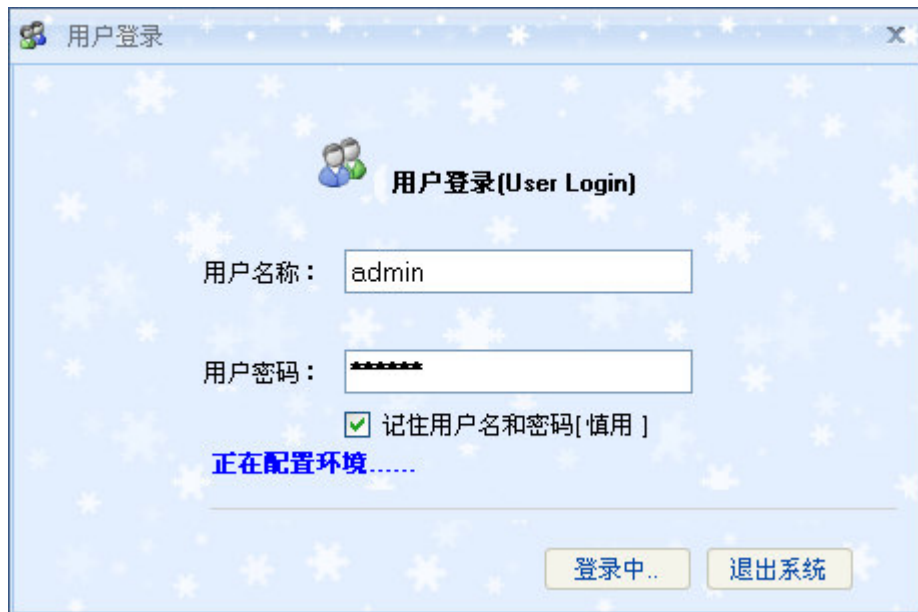 用户登录
用户登录(User Login)
用户名称：
admin
用户密码：
******
记住用户名和密码[慎用]
正在配置环境......
登录中..
退出系统